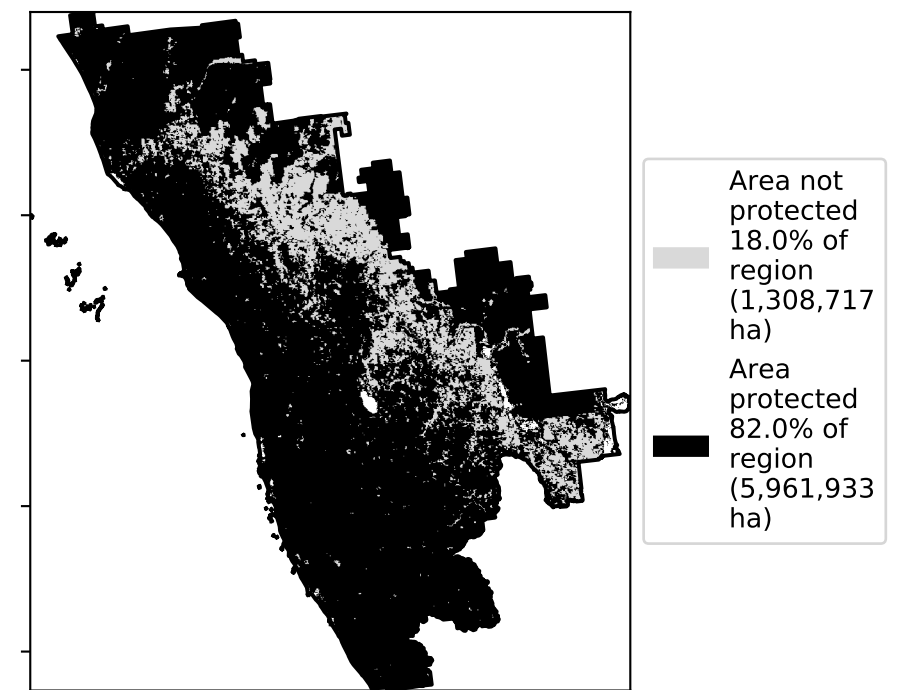 Area not
protected
18.0% of
region
(1,308,717
ha)
Area
protected
82.0% of
region
(5,961,933
ha)